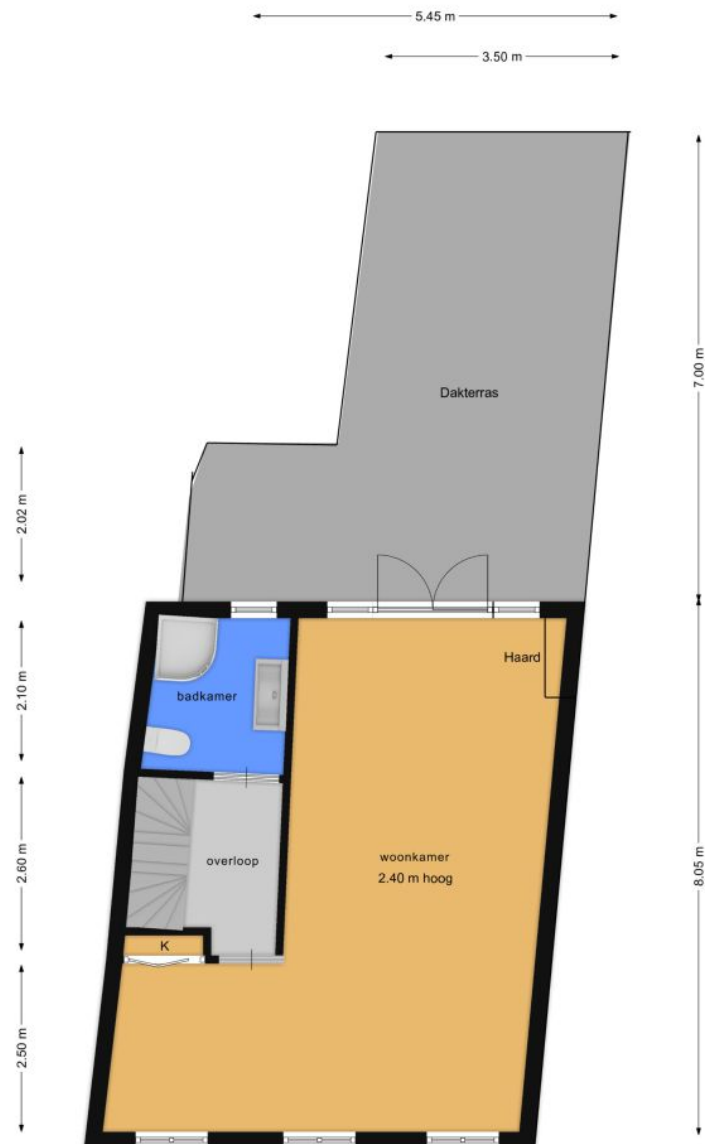 5.45 m
3.50 m
7.00 m
Dakterras
2.02 m
Haard
badkamer
2.10 m
8.05 m
woonkamer
2.40 m hoog
overloop
2.60 m
K
2.50 m